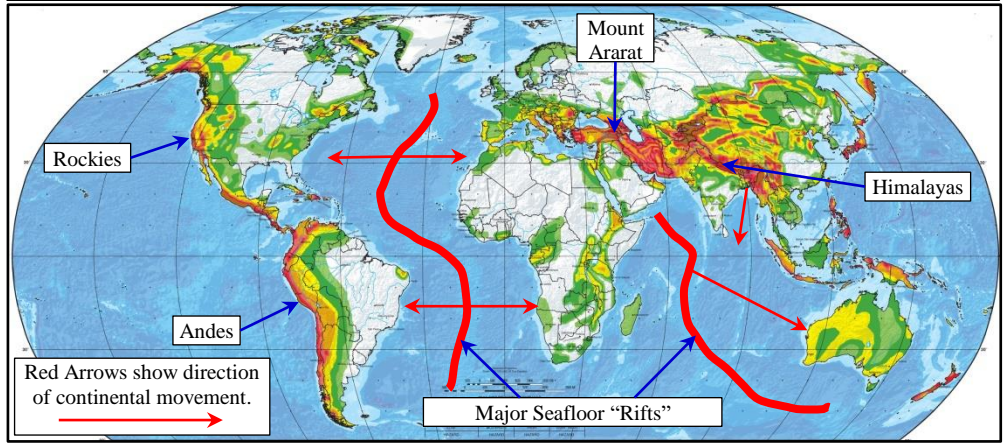 Mount
Ararat
Rockies
Himalayas
Andes
Red Arrows show direction
of continental movement.
Major Seafloor “Rifts”